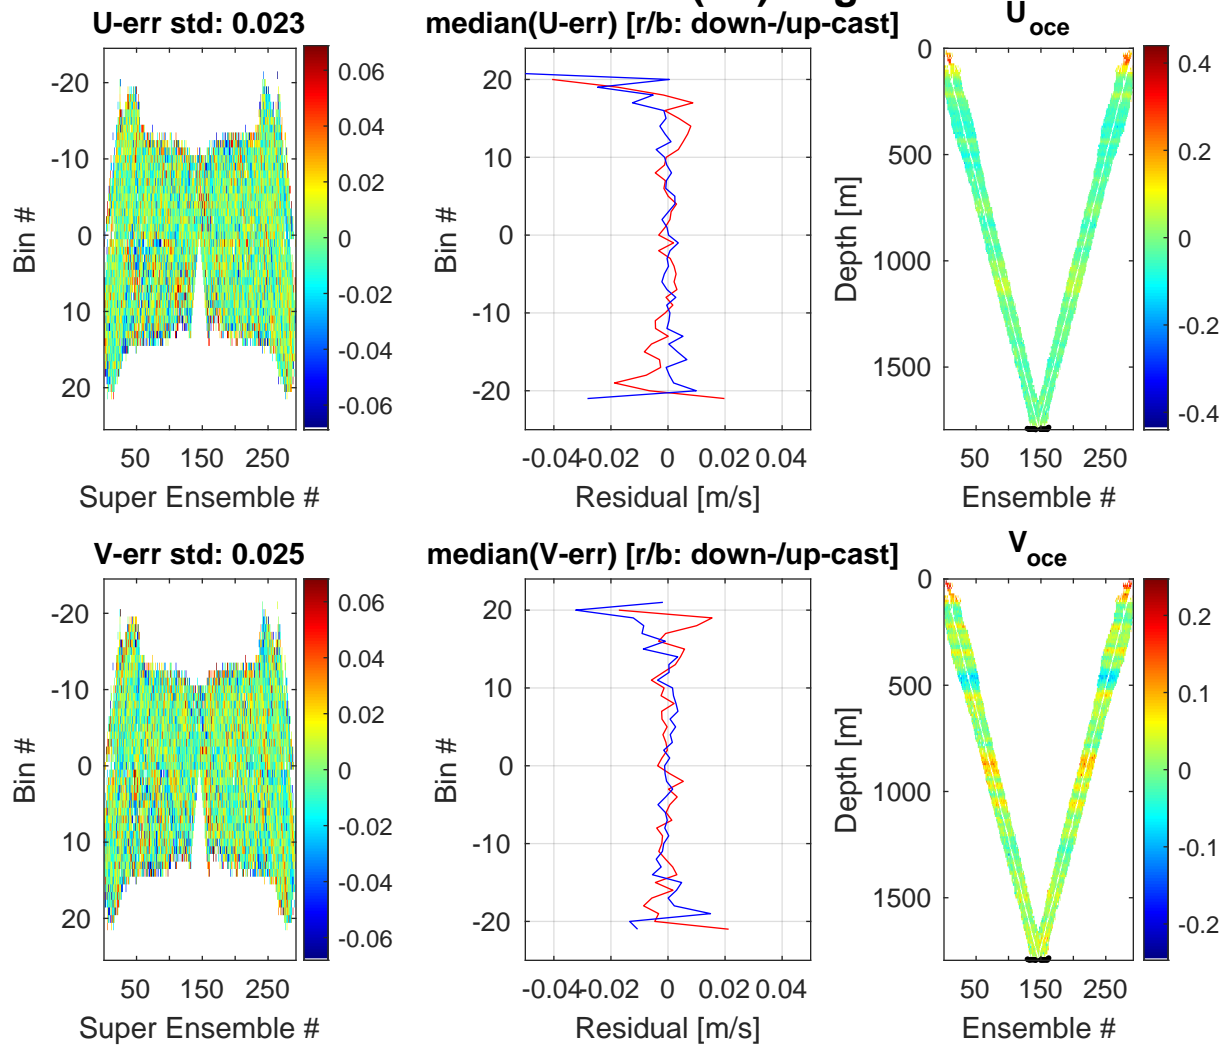 U-err std: 0.023
-20
-10
0
10
20
50 150 250
Super Ensemble #
Bin #
0.06
0.04
0.02
0
-0.02
-0.04
-0.06
median(U-err) [r/b: down-/up-cast]
20
10
0
-10
-20
-0.04 -0.02 0 0.02 0.04
Residual [m/s]
Bin #
U_oce
0
500
1000
1500
50 150 250
Ensemble #
Depth [m]
0.4
0.2
0
-0.2
-0.4
V-err std: 0.025
-20
-10
0
10
20
50 150 250
Super Ensemble #
Bin #
0.06
0.04
0.02
0
-0.02
-0.04
-0.06
median(V-err) [r/b: down-/up-cast]
20
10
0
-10
-20
-0.04 -0.02 0 0.02 0.04
Residual [m/s]
Bin #
V_oce
0
500
1000
1500
50 150 250
Ensemble #
Depth [m]
0.2
0.1
0
-0.1
-0.2